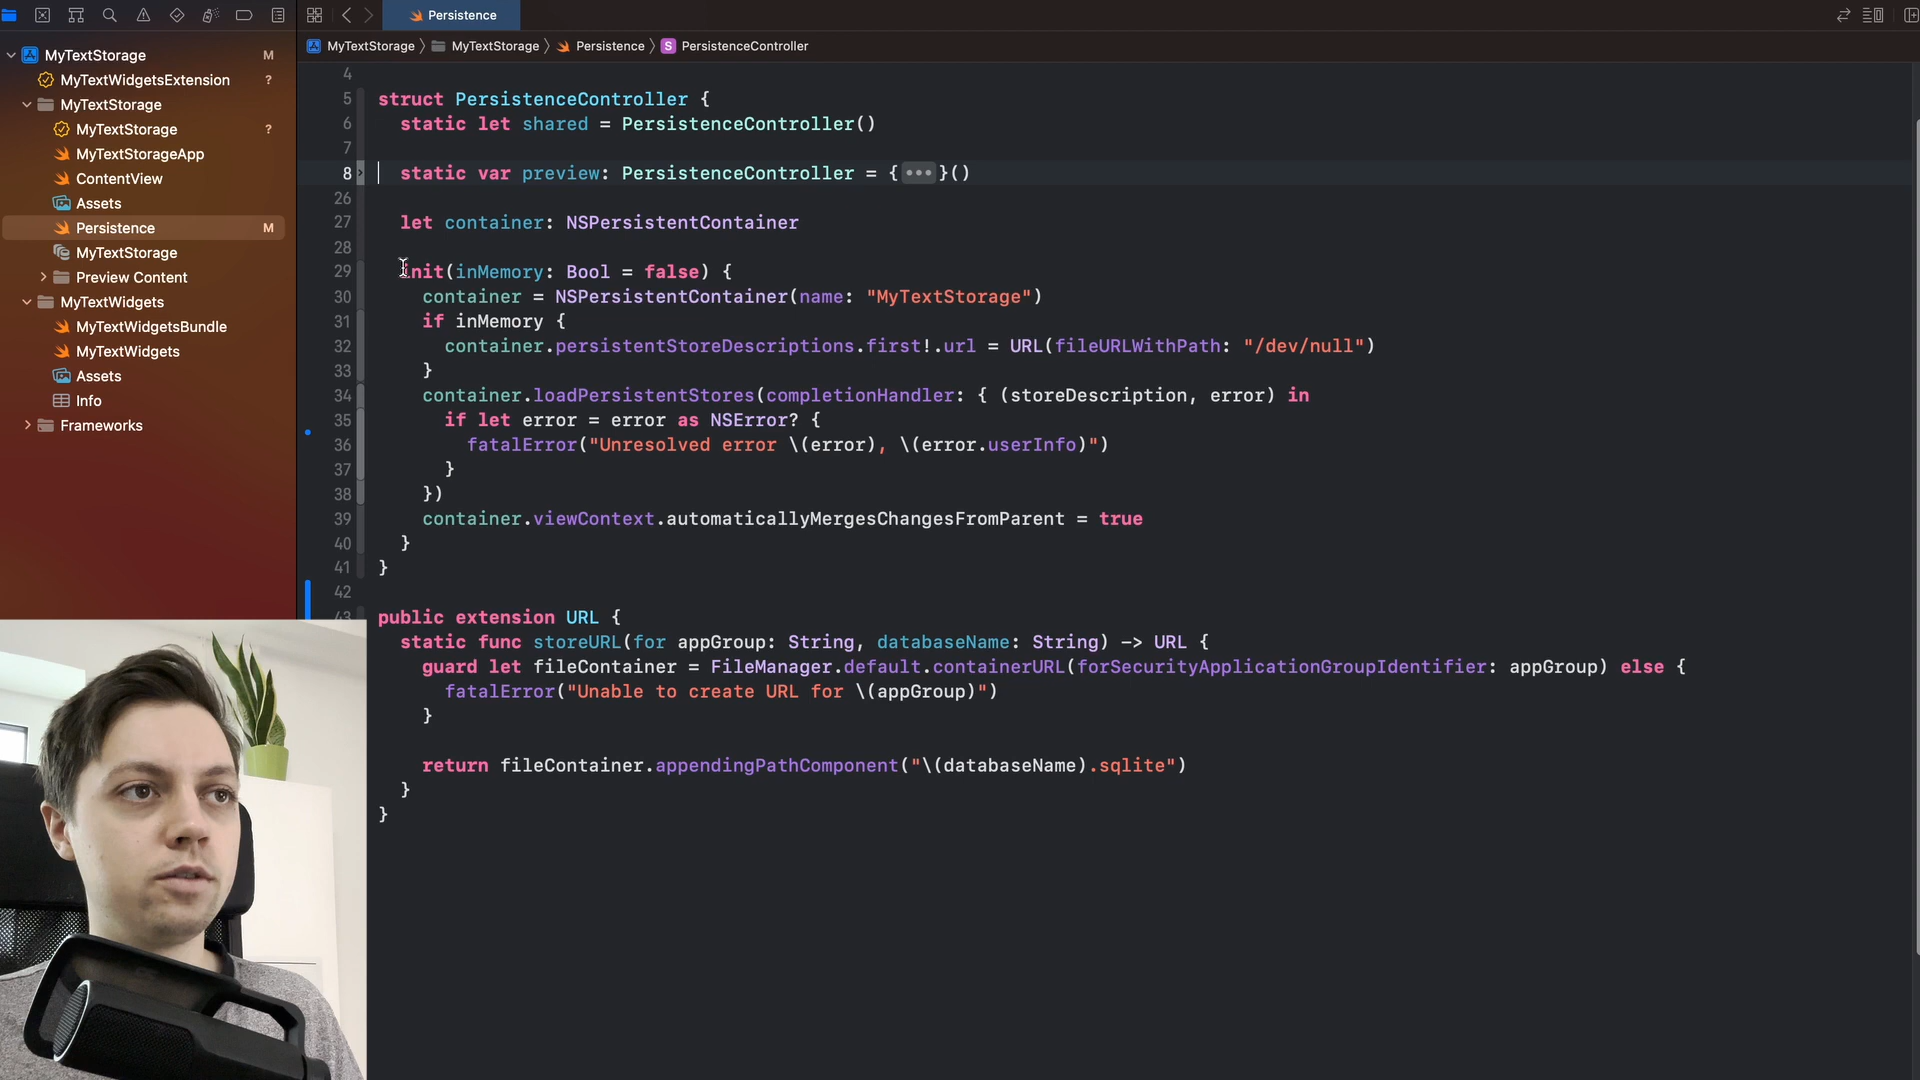 Persistence
MyTextStorage
MyTextStorage
Persistence
PersistenceController
MyTextStorage M
MyTextWidgetsExtension ?
MyTextStorage
MyTextStorage ?
MyTextStorageApp
ContentView
Assets
Persistence M
MyTextStorage
Preview Content
MyTextWidgets
MyTextWidgetsBundle
MyTextWidgets
Assets
Info
Frameworks
4
5 struct PersistenceController {
6 static let shared = PersistenceController()
7
8 static var preview: PersistenceController = {•••}()
26
27 let container: NSPersistentContainer
28
29 init(inMemory: Bool = false) {
30 container = NSPersistentContainer(name: "MyTextStorage")
31 if inMemory {
32 container.persistentStoreDescriptions.first!.url = URL(fileURLWithPath: "/dev/null")
33 }
34 container.loadPersistentStores(completionHandler: { (storeDescription, error) in
35 if let error = error as NSError? {
36 fatalError("Unresolved error \(error), \(error.userInfo)")
37 }
38 })
39 container.viewContext.automaticallyMergesChangesFromParent = true
40 }
41 }
42
43 public extension URL {
static func storeURL(for appGroup: String, databaseName: String) -> URL {
guard let fileContainer = FileManager.default.containerURL(forSecurityApplicationGroupIdentifier: appGroup) else {
fatalError("Unable to create URL for \(appGroup)")
}
return fileContainer.appendingPathComponent("\(databaseName).sqlite")
}
}